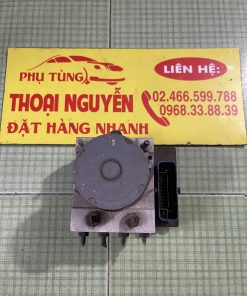 PHỤ TÙNG
LIÊN HỆ:
THOẠI NGUYỄN
02.466.599.788
0968.33.88.39
ĐẶT HÀNG NHANH